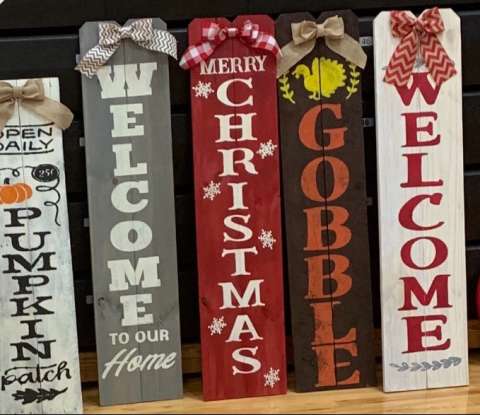 OPEN
DAILY
25¢
PUMPKIN
patch
WELCOME
TO OUR
Home
MERRY
CHRISTMAS
GOBBLE
WELCOME